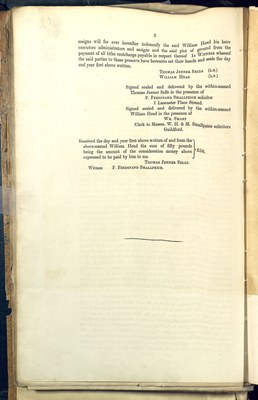 2
assigns will for ever hereafter indemnify the said William Head his heirs
executors administrators and assigns and the said plot of ground from the
payment of all tithe rentcharge payable in respect thereof In WITNESS whereof
the said parties to these presents have hereunto set their hands and seals the day
and year first above written.
THOMAS JENNER SELLS (L.S.)
WILLIAM HEAD (L.S.)
Signed sealed and delivered by the within-named
Thomas Jenner Sells in the presence of
F. FERDINAND SMALLPEICE solicitor
1 Lancaster Place Strand.
Signed sealed and delivered by the within-named
William Head in the presence of
WM. SHARP
Clerk to Messrs. W. H. & M. Smallpeice solicitors
Guildford.
Received the day and year first above written of and from the
above-named William Head the sum of fifty pounds
being the amount of the consideration money above
expressed to be paid by him to me
THOMAS JENNER SELLS.
Witness F. FERDINAND SMALLPEICE.